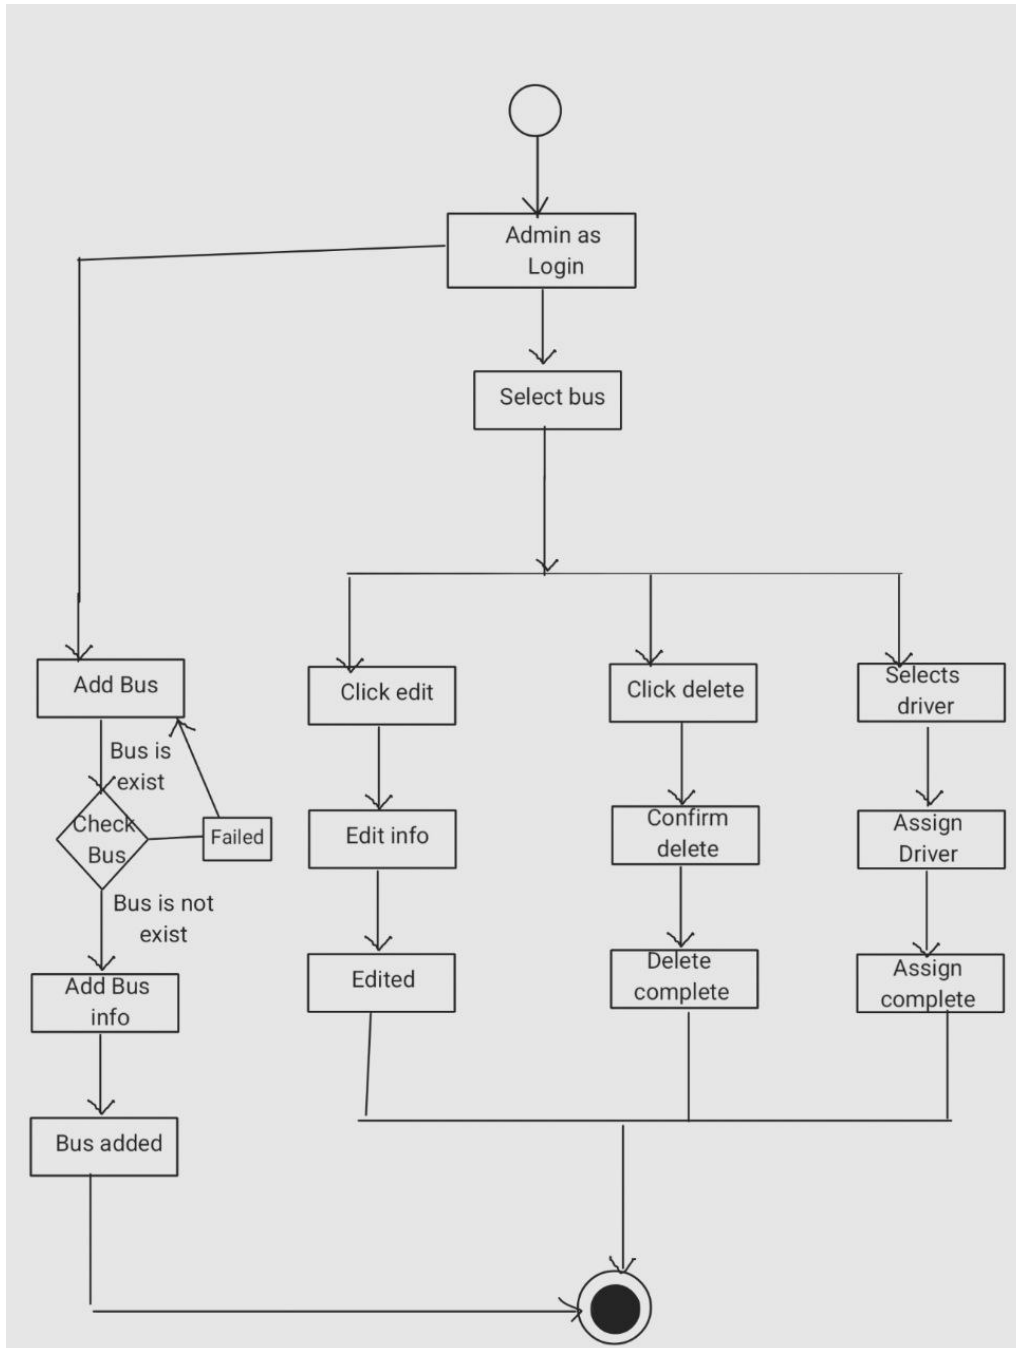 Admin as
Login
Select bus
Add Bus
Click edit
Click delete
Selects
driver
Bus is
exist
Check
Bus
Failed
Edit info
Confirm
delete
Assign
Driver
Bus is not
exist
Add Bus
info
Edited
Delete
complete
Assign
complete
Bus added